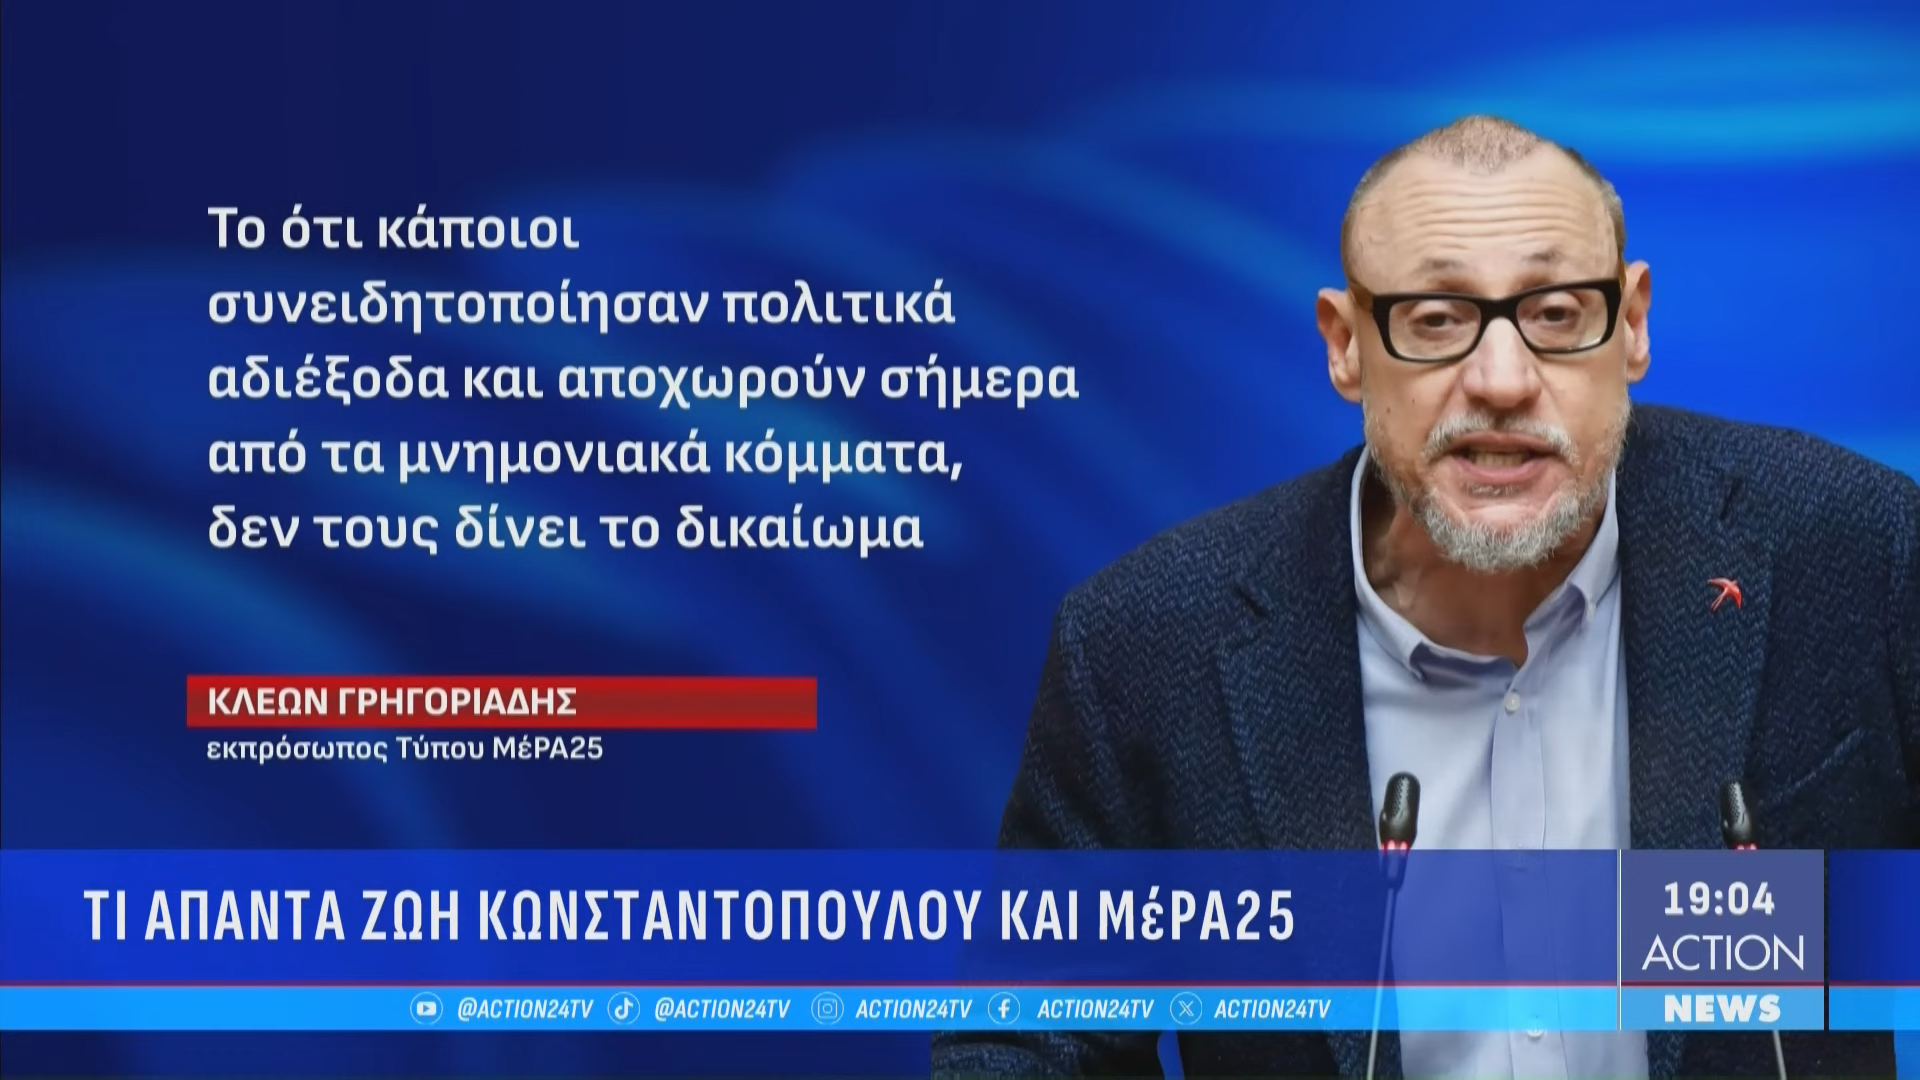 Το ότι κάποιοι
συνειδητοποίησαν πολιτικά
αδιέξοδα και αποχωρούν σήμερα
από τα μνημονιακά κόμματα,
δεν τους δίνει το δικαίωμα
ΚΛΕΩΝ ΓΡΗΓΟΡΙΑΔΗΣ
εκπρόσωπος Τύπου ΜέΡΑ25
ΤΙ ΑΠΑΝΤΑ ΖΩΗ ΚΩΝΣΤΑΝΤΟΠΟΥΛΟΥ ΚΑΙ ΜέΡΑ25
19:04
ACTION
NEWS
@ACTION24TV @ACTION24TV ACTION24TV ACTION24TV ACTION24TV